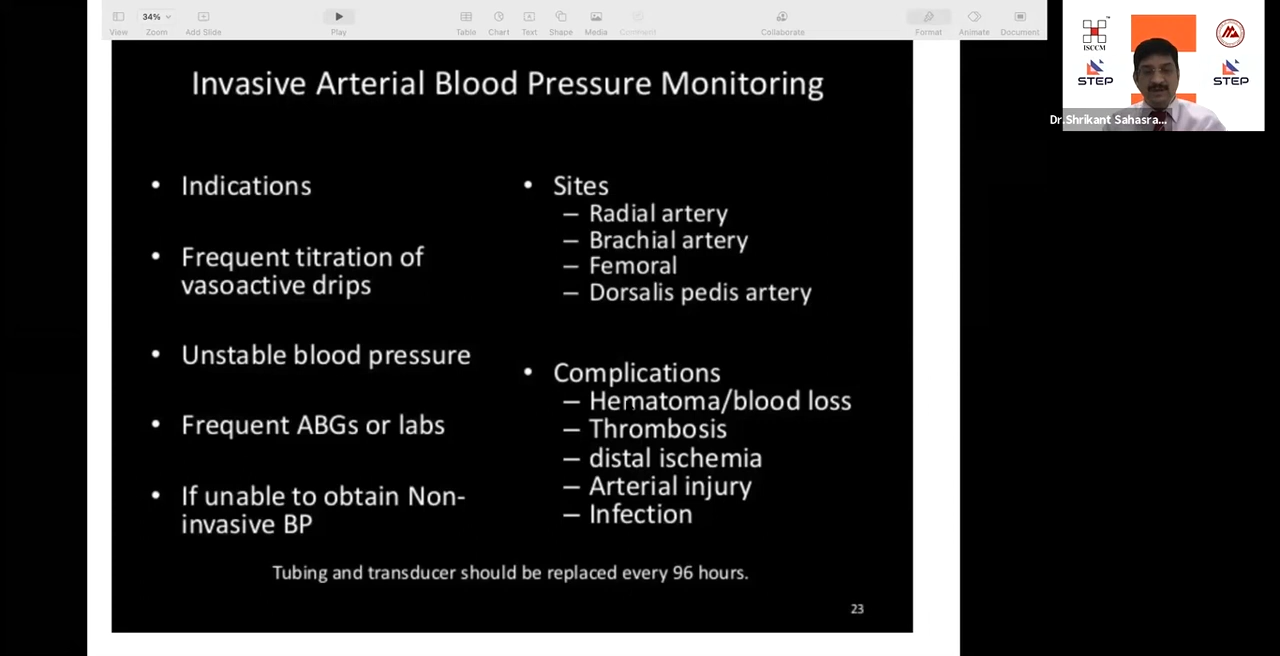 34%
View
Zoom
Add Slide
Play
Table
Chart
Text
Shape
Media
Comment
Collaborate
Format
Animate
Document
ISCCM
STEP
STEP
Dr.Shrikant Sahasra...
Invasive Arterial Blood Pressure Monitoring
• Indications
• Frequent titration of
vasoactive drips
• Unstable blood pressure
• Frequent ABGs or labs
• If unable to obtain Non-
invasive BP
• Sites
– Radial artery
– Brachial artery
– Femoral
– Dorsalis pedis artery
• Complications
– Hematoma/blood loss
– Thrombosis
– distal ischemia
– Arterial injury
– Infection
Tubing and transducer should be replaced every 96 hours.
23